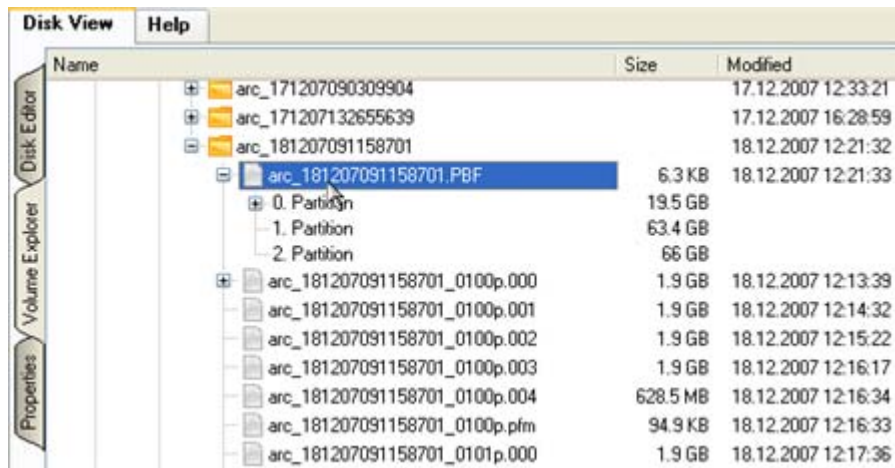 Disk View Help
Name Size Modified
arc_171207090309904 17.12.2007 12:33:21
arc_171207132655639 17.12.2007 16:28:59
arc_181207091158701 18.12.2007 12:21:32
arc_181207091158701.PBF 6.3 KB 18.12.2007 12:21:33
0. Partition 19.5 GB
1. Partition 63.4 GB
2. Partition 66 GB
arc_181207091158701_0100p.000 1.9 GB 18.12.2007 12:13:39
arc_181207091158701_0100p.001 1.9 GB 18.12.2007 12:14:32
arc_181207091158701_0100p.002 1.9 GB 18.12.2007 12:15:22
arc_181207091158701_0100p.003 1.9 GB 18.12.2007 12:16:17
arc_181207091158701_0100p.004 628.5 MB 18.12.2007 12:16:34
arc_181207091158701_0100p.pfm 94.9 KB 18.12.2007 12:16:33
arc_181207091158701_0101p.000 1.9 GB 18.12.2007 12:17:36
Disk Editor
Volume Explorer
Properties